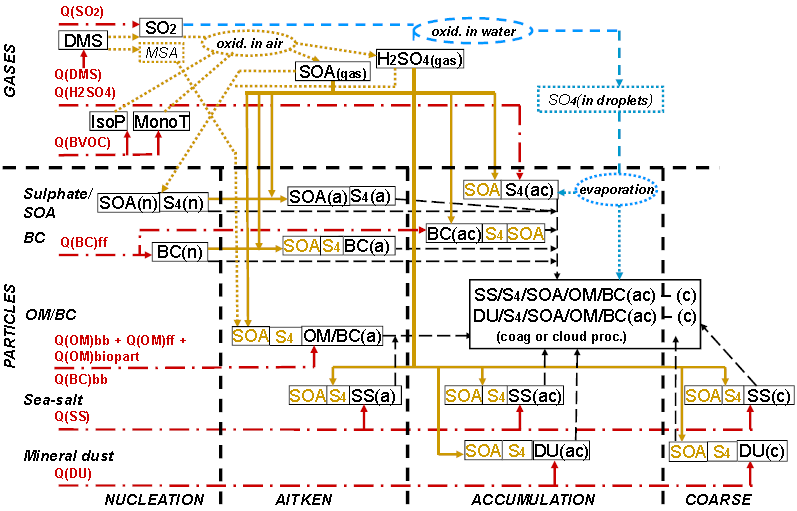 Q(SO2)
SO2
oxid. in water
DMS
MSA
oxid. in air
H2SO4(gas)
GASES
SOA(gas)
Q(DMS)
Q(H2SO4)
SO4(in droplets)
IsoP
MonoT
Q(BVOC)
Sulphate/
SOA
SOA(n) S4(n)
SOA(a) S4(a)
SOA S4(ac)
evaporation
BC
Q(BC)ff
BC(n)
SOA S4 BC(a)
BC(ac) S4 SOA
PARTICLES
SS/S4/SOA/OM/BC(ac) – (c)
DU/S4/SOA/OM/BC(ac) – (c)
(coag or cloud proc.)
OM/BC
SOA S4 OM/BC(a)
Q(OM)bb + Q(OM)ff +
Q(OM)biopart
Q(BC)bb
Sea-salt
Q(SS)
SOA S4 SS(a)
SOA S4 SS(ac)
SOA S4 SS(c)
Mineral dust
Q(DU)
SOA S4 DU(ac)
SOA S4 DU(c)
NUCLEATION
AITKEN
ACCUMULATION
COARSE